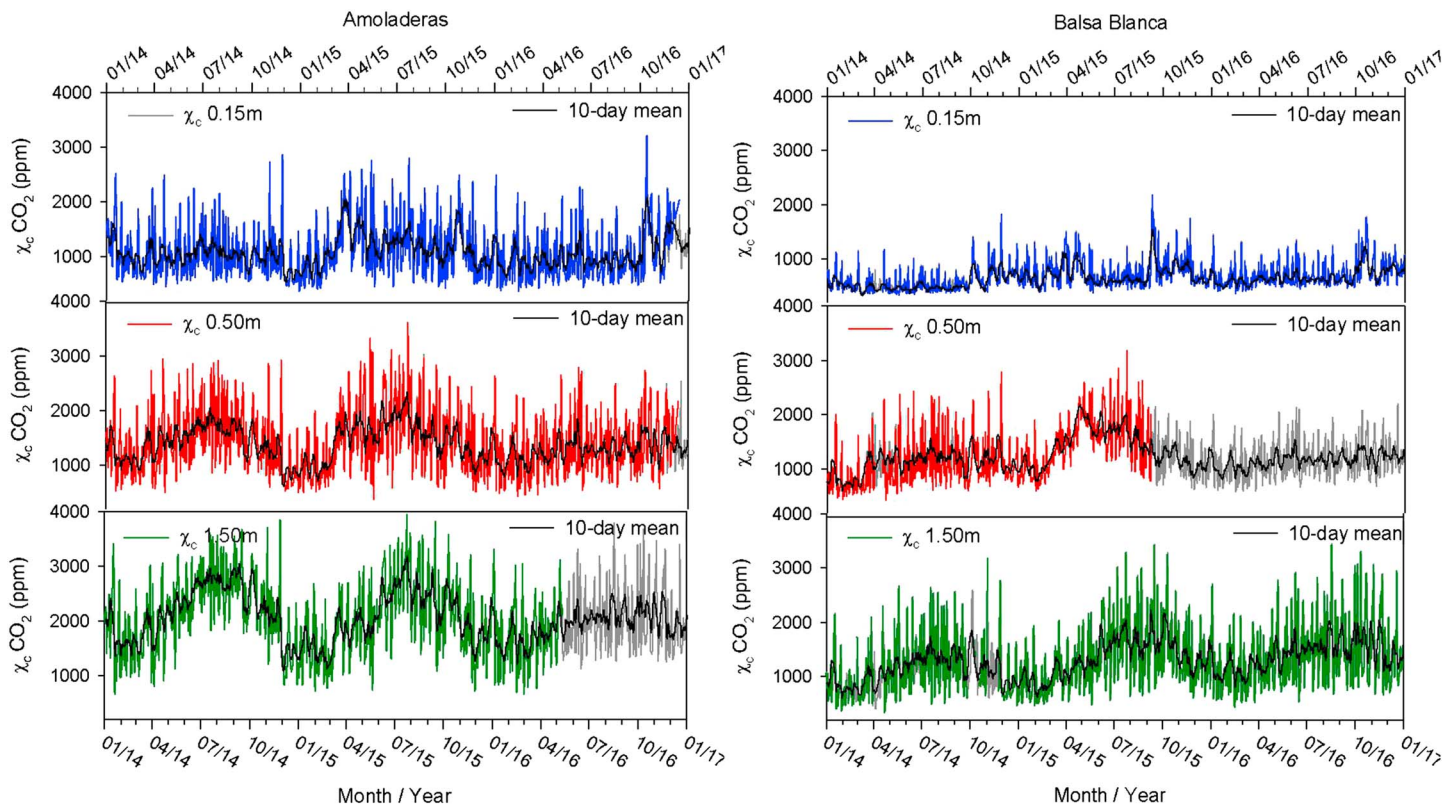 Amoladeras
01/14 04/14 07/14 10/14 01/15 04/15 07/15 10/15 01/16 04/16 07/16 10/16 01/17
4000
χc 0.15m 10-day mean
3000
χc CO2 (ppm)
2000
1000
4000
χc 0.50m 10-day mean
3000
χc CO2 (ppm)
2000
1000
4000
χc 1.50m 10-day mean
3000
χc CO2 (ppm)
2000
1000
01/14 04/14 07/14 10/14 01/15 04/15 07/15 10/15 01/16 04/16 07/16 10/16 01/17
Month / Year
Balsa Blanca
01/14 04/14 07/14 10/14 01/15 04/15 07/15 10/15 01/16 04/16 07/16 10/16 01/17
4000
χc 0.15m 10-day mean
3000
χc CO2 (ppm)
2000
1000
4000
χc 0.50m 10-day mean
3000
χc CO2 (ppm)
2000
1000
4000
χc 1.50m 10-day mean
3000
χc CO2 (ppm)
2000
1000
01/14 04/14 07/14 10/14 01/15 04/15 07/15 10/15 01/16 04/16 07/16 10/16 01/17
Month / Year